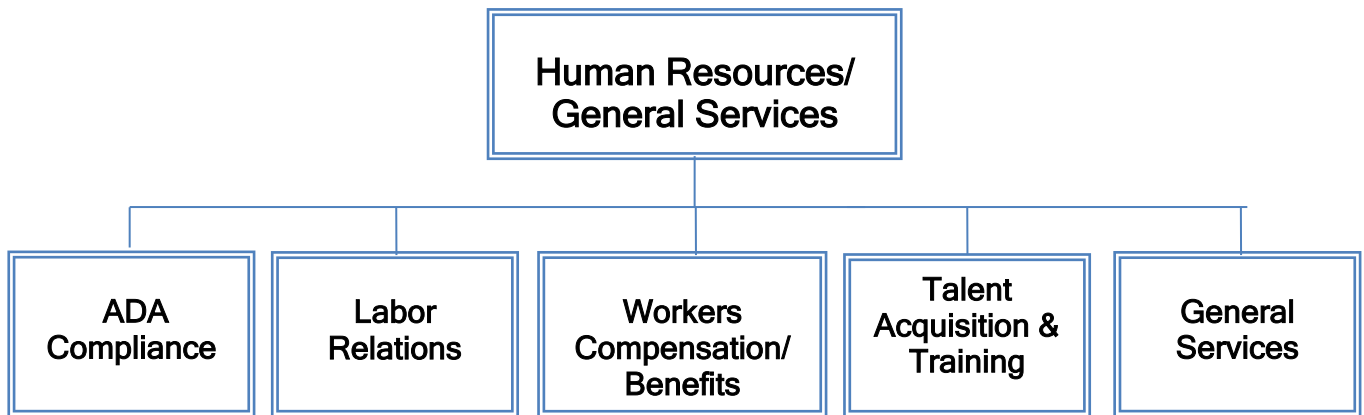 Human Resources/
General Services
ADA
Compliance
Labor
Relations
Workers
Compensation/
Benefits
Talent
Acquisition &
Training
General
Services